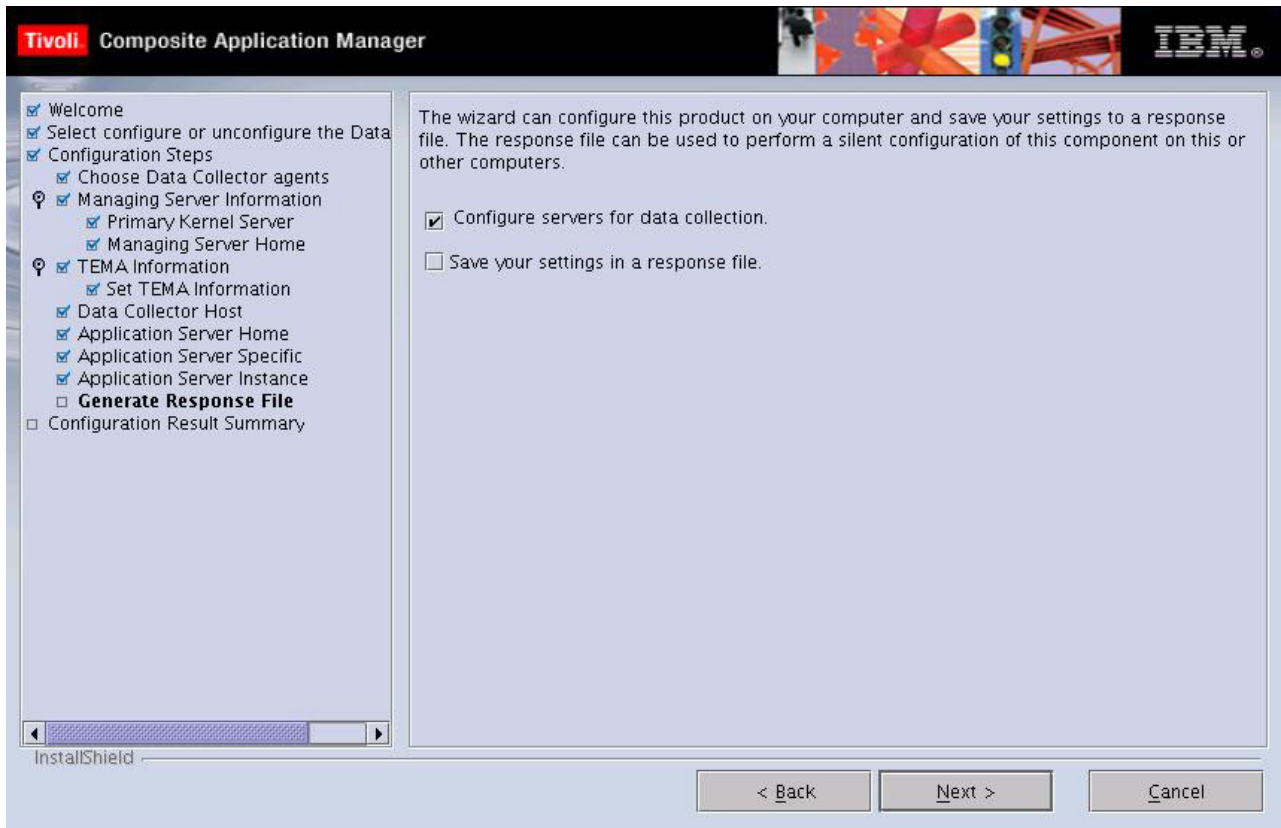 Tivoli. Composite Application Manager
IBM®
Welcome
Select configure or unconfigure the Data
Configuration Steps
Choose Data Collector agents
Managing Server Information
Primary Kernel Server
Managing Server Home
TEMA Information
Set TEMA Information
Data Collector Host
Application Server Home
Application Server Specific
Application Server Instance
Generate Response File
Configuration Result Summary
The wizard can configure this product on your computer and save your settings to a response
file. The response file can be used to perform a silent configuration of this component on this or
other computers.
Configure servers for data collection.
Save your settings in a response file.
InstallShield
< Back
Next >
Cancel